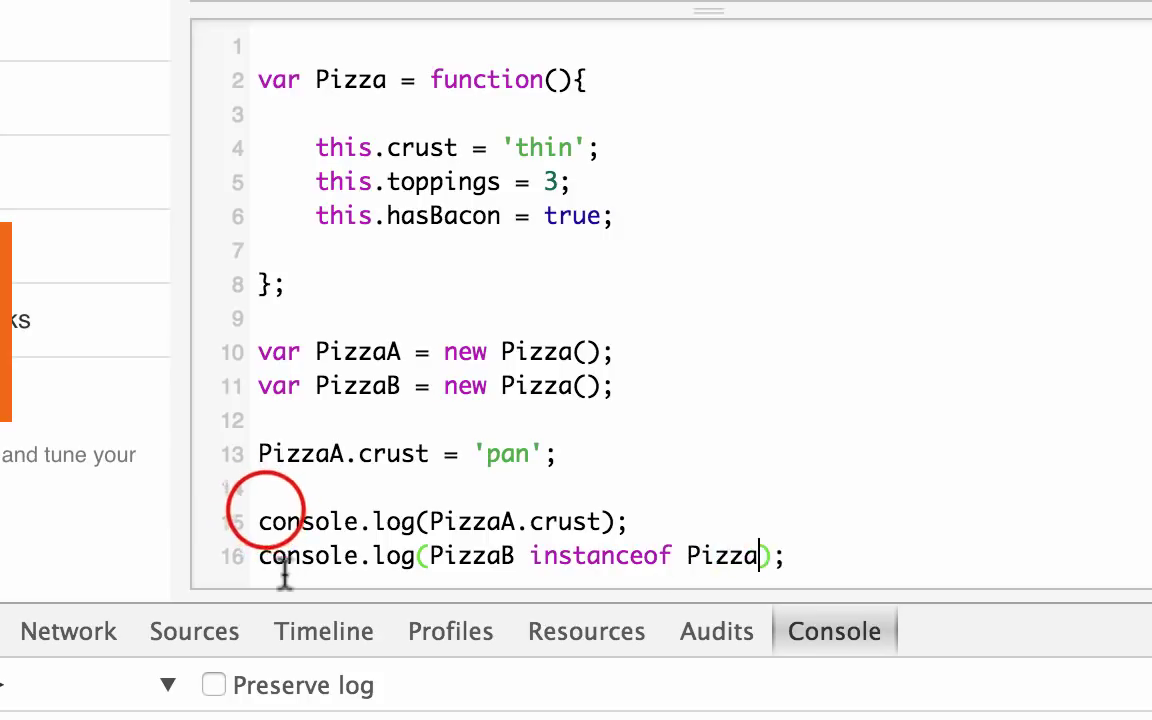 1
2 var Pizza = function(){
3
4 this.crust = 'thin';
5 this.toppings = 3;
6 this.hasBacon = true;
7
8 };
9
ks
10 var PizzaA = new Pizza();
11 var PizzaB = new Pizza();
12
and tune your
13 PizzaA.crust = 'pan';
14
15 console.log(PizzaA.crust);
16 console.log(PizzaB instanceof Pizza);
Network Sources Timeline Profiles Resources Audits Console
Preserve log